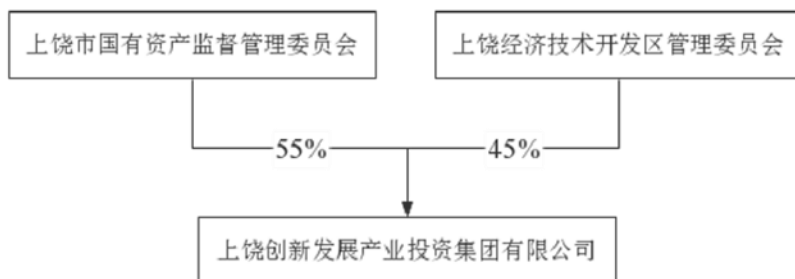 上饶市国有资产监督管理委员会
上饶经济技术开发区管理委员会
55%
45%
上饶创新发展产业投资集团有限公司